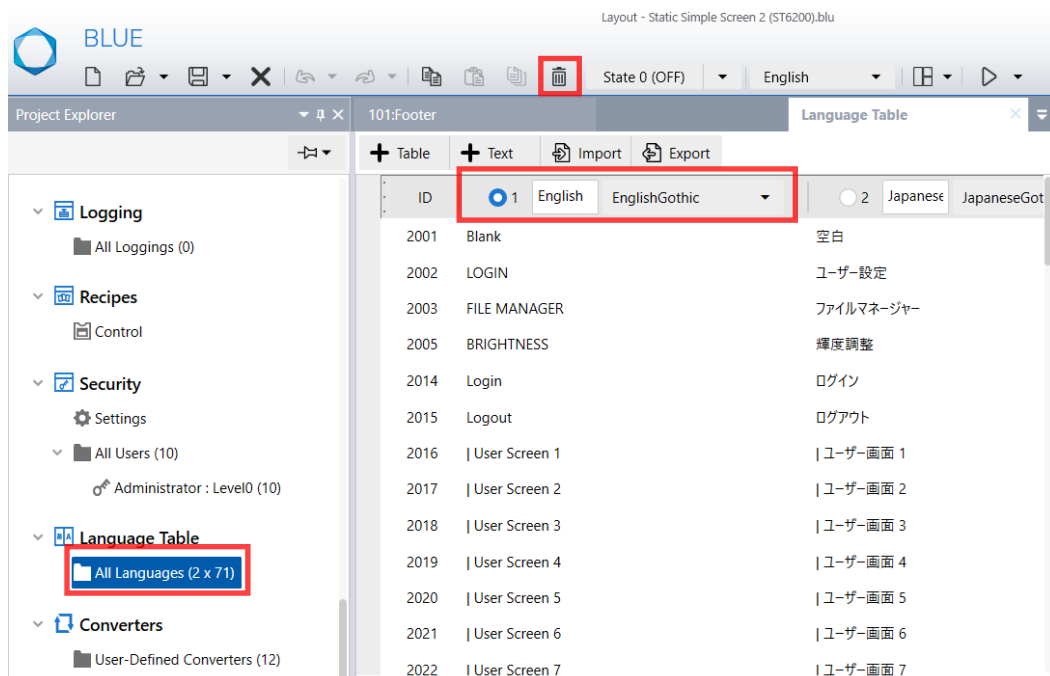 Layout - Static Simple Screen 2 (ST6200).blu
BLUE
State 0 (OFF) English
Project Explorer
101:Footer
Language Table
Table Text Import Export
ID 1 English EnglishGothic 2 Japanese JapaneseGot
Logging
All Loggings (0)
Recipes
Control
Security
Settings
All Users (10)
Administrator : Level0 (10)
Language Table
All Languages (2 x 71)
Converters
User-Defined Converters (12)
2001 Blank 空白
2002 LOGIN ユーザー設定
2003 FILE MANAGER ファイルマネージャー
2005 BRIGHTNESS 輝度調整
2014 Login ログイン
2015 Logout ログアウト
2016 | User Screen 1 | ユーザー画面 1
2017 | User Screen 2 | ユーザー画面 2
2018 | User Screen 3 | ユーザー画面 3
2019 | User Screen 4 | ユーザー画面 4
2020 | User Screen 5 | ユーザー画面 5
2021 | User Screen 6 | ユーザー画面 6
2022 | User Screen 7 | ユーザー画面 7